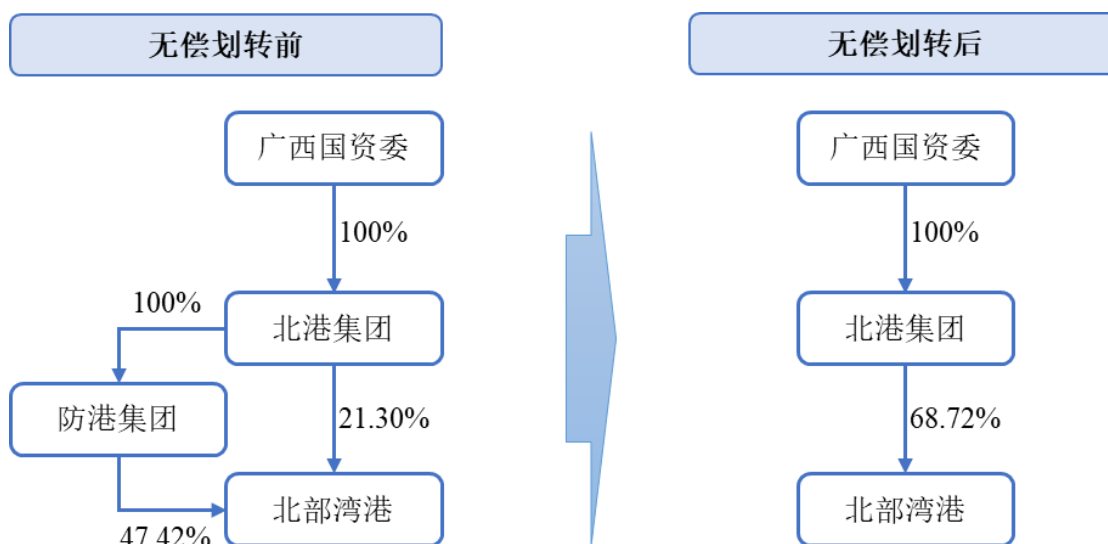 无偿划转前
广西国资委
100%
100%
北港集团
防港集团
21.30%
北部湾港
47.42%
无偿划转后
广西国资委
100%
北港集团
68.72%
北部湾港